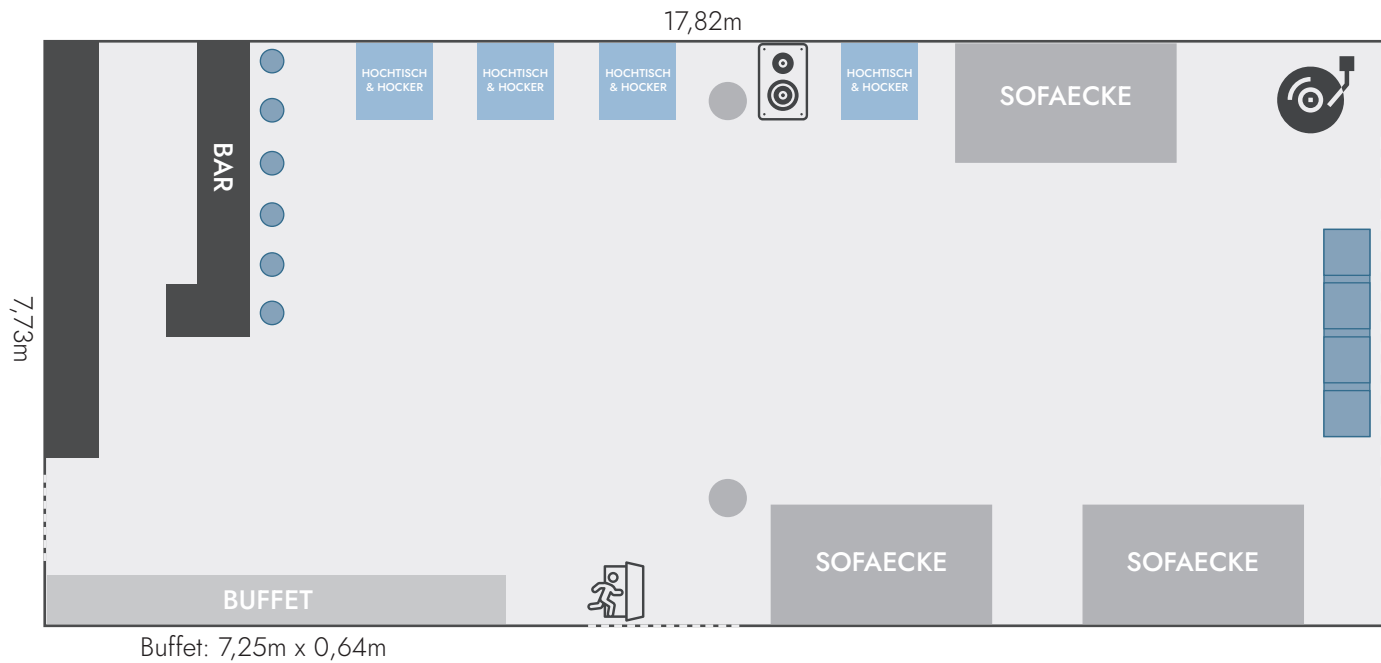 17,82m
HOCHTISCH
& HOCKER
HOCHTISCH
& HOCKER
HOCHTISCH
& HOCKER
HOCHTISCH
& HOCKER
SOFAECKE
BAR
7,73m
SOFAECKE
SOFAECKE
BUFFET
Buffet: 7,25m x 0,64m